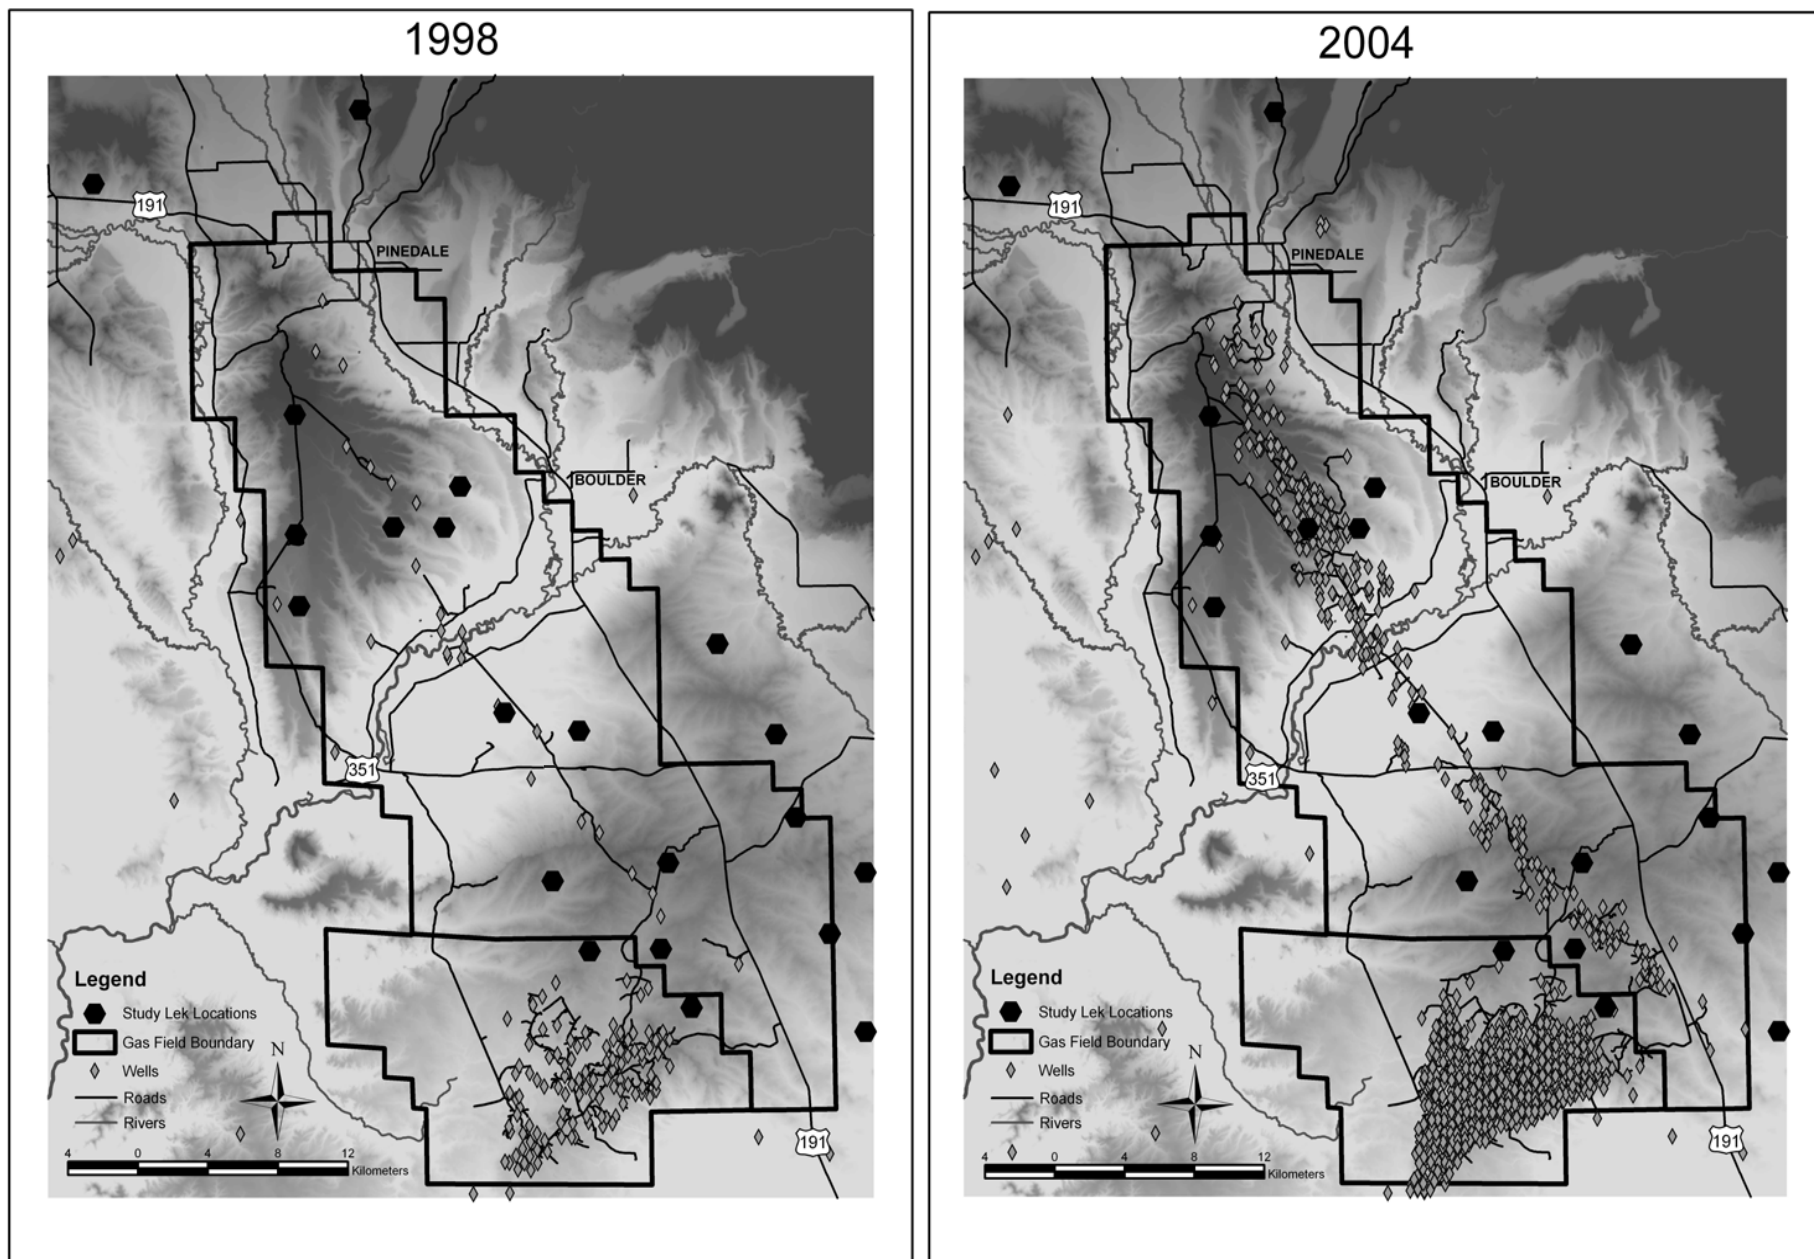 1998
191
PINEDALE
BOULDER
351
Legend
Study Lek Locations
Gas Field Boundary
Wells
Roads
Rivers
N
4 0 4 8 12
Kilometers
191
2004
191
PINEDALE
BOULDER
351
Legend
Study Lek Locations
Gas Field Boundary
Wells
Roads
Rivers
N
4 0 4 8 12
Kilometers
191